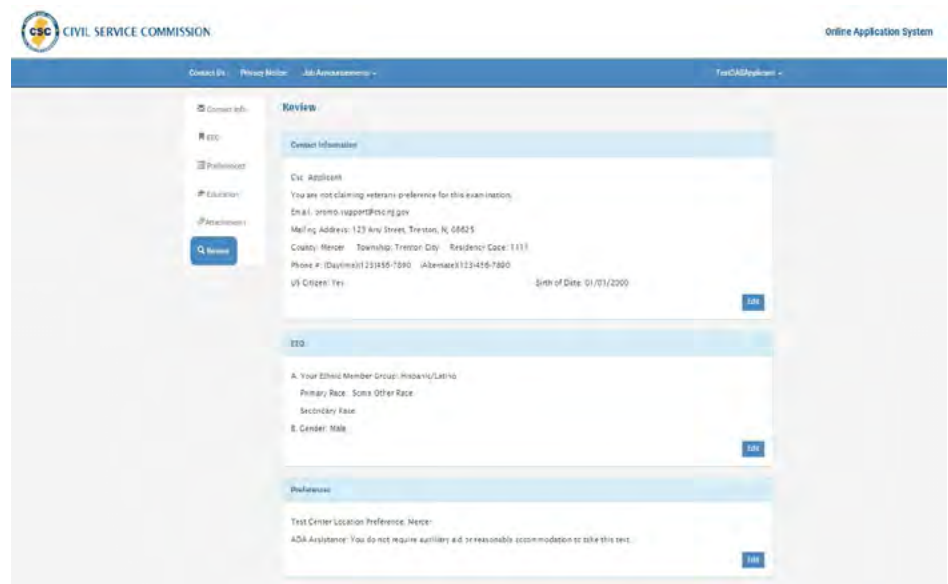 CSC CIVIL SERVICE COMMISSION
Online Application System
Contact Us Privacy Notice Job Announcements
TestOASApplicant
Contact Info
Review
EEO
Contact Information
Preferences
Csc Applicant
Education
You are not claiming veterans preference for this examination.
Attachments
Email: promo.support@csc.nj.gov
Mailing Address: 123 Any Street, Trenton, NJ, 08625
Review
County: Mercer Township: Trenton City Residency Code: 1111
Phone #: (Daytime)(123)456-7890 (Alternate)(123)456-7890
US Citizen: Yes Birth of Date: 01/01/2000
Edit
EEO
A. Your Ethnic Member Group: Hispanic/Latino
Primary Race: Some Other Race
Secondary Race:
B. Gender: Male
Edit
Preferences
Test Center Location Preference: Mercer
ADA Assistance: You do not require auxiliary aid or reasonable accommodation to take this test.
Edit